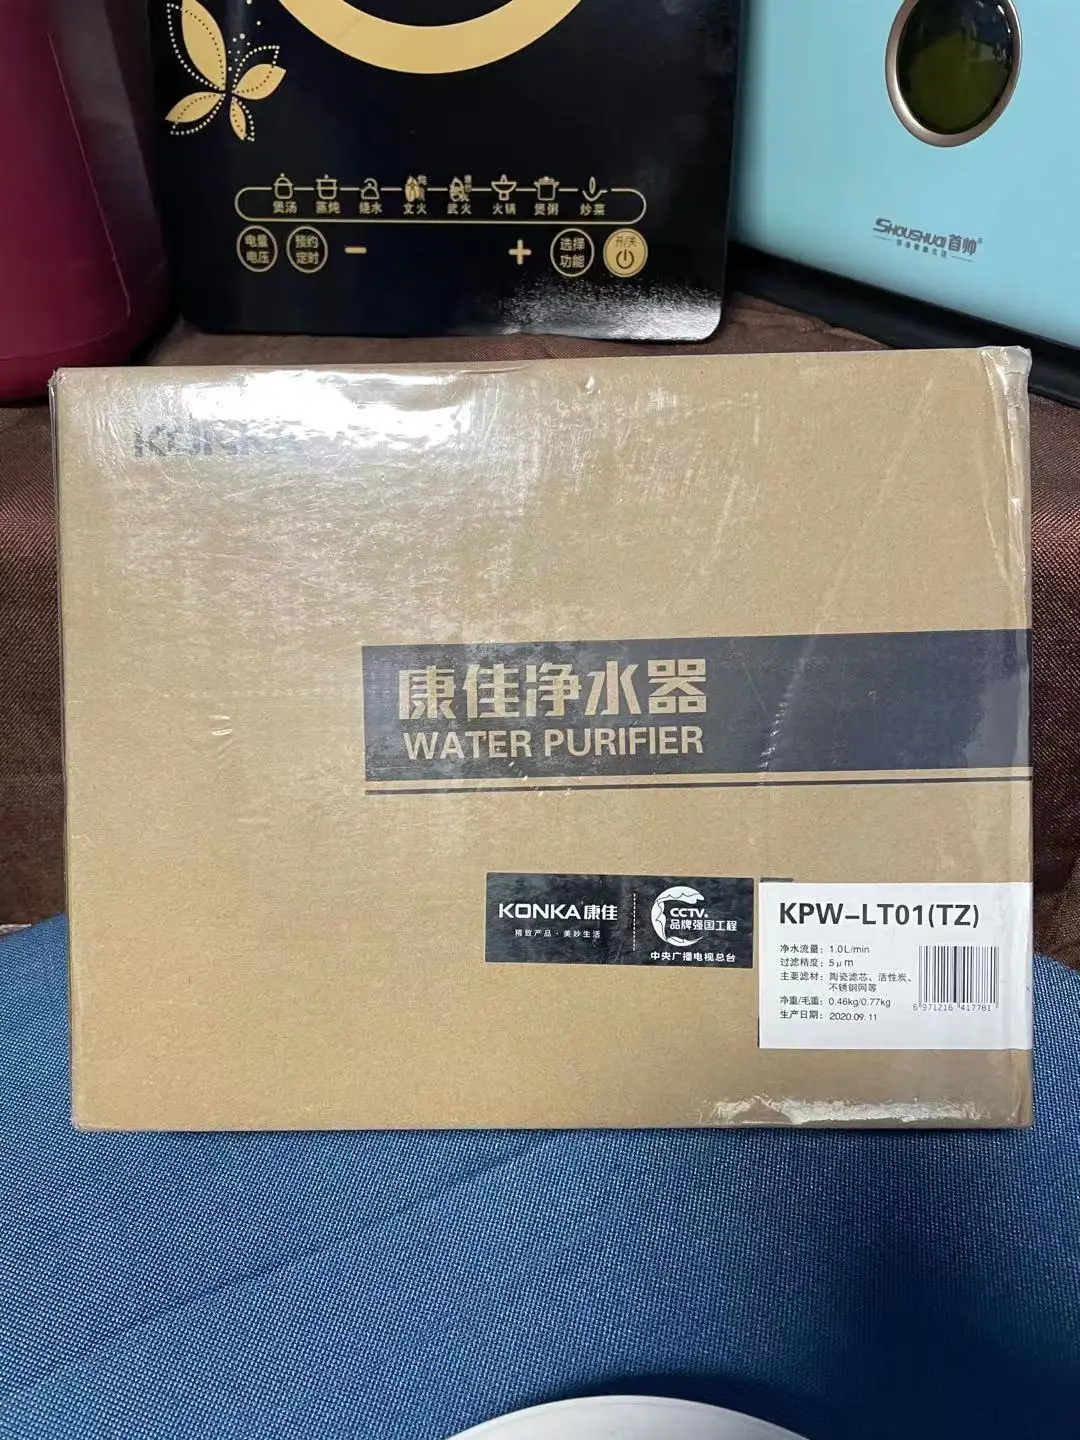 煲汤 蒸炖 烧水 文火 武火 火锅 煲粥 炒菜
电量电压
预约定时
−
+
选择功能
开/关
SHOUSHUAI 首帅®
KONKA
康佳净水器
WATER PURIFIER
KONKA 康佳
精致产品·美妙生活
CCTV®
品牌强国工程
中央广播电视总台
KPW-LT01(TZ)
净水流量：1.0L/min
过滤精度：5μm
主要滤材：陶瓷滤芯、活性炭、
不锈钢网等
净重/毛重：0.46kg/0.77kg
生产日期：2020.09.11
6 971216 417781